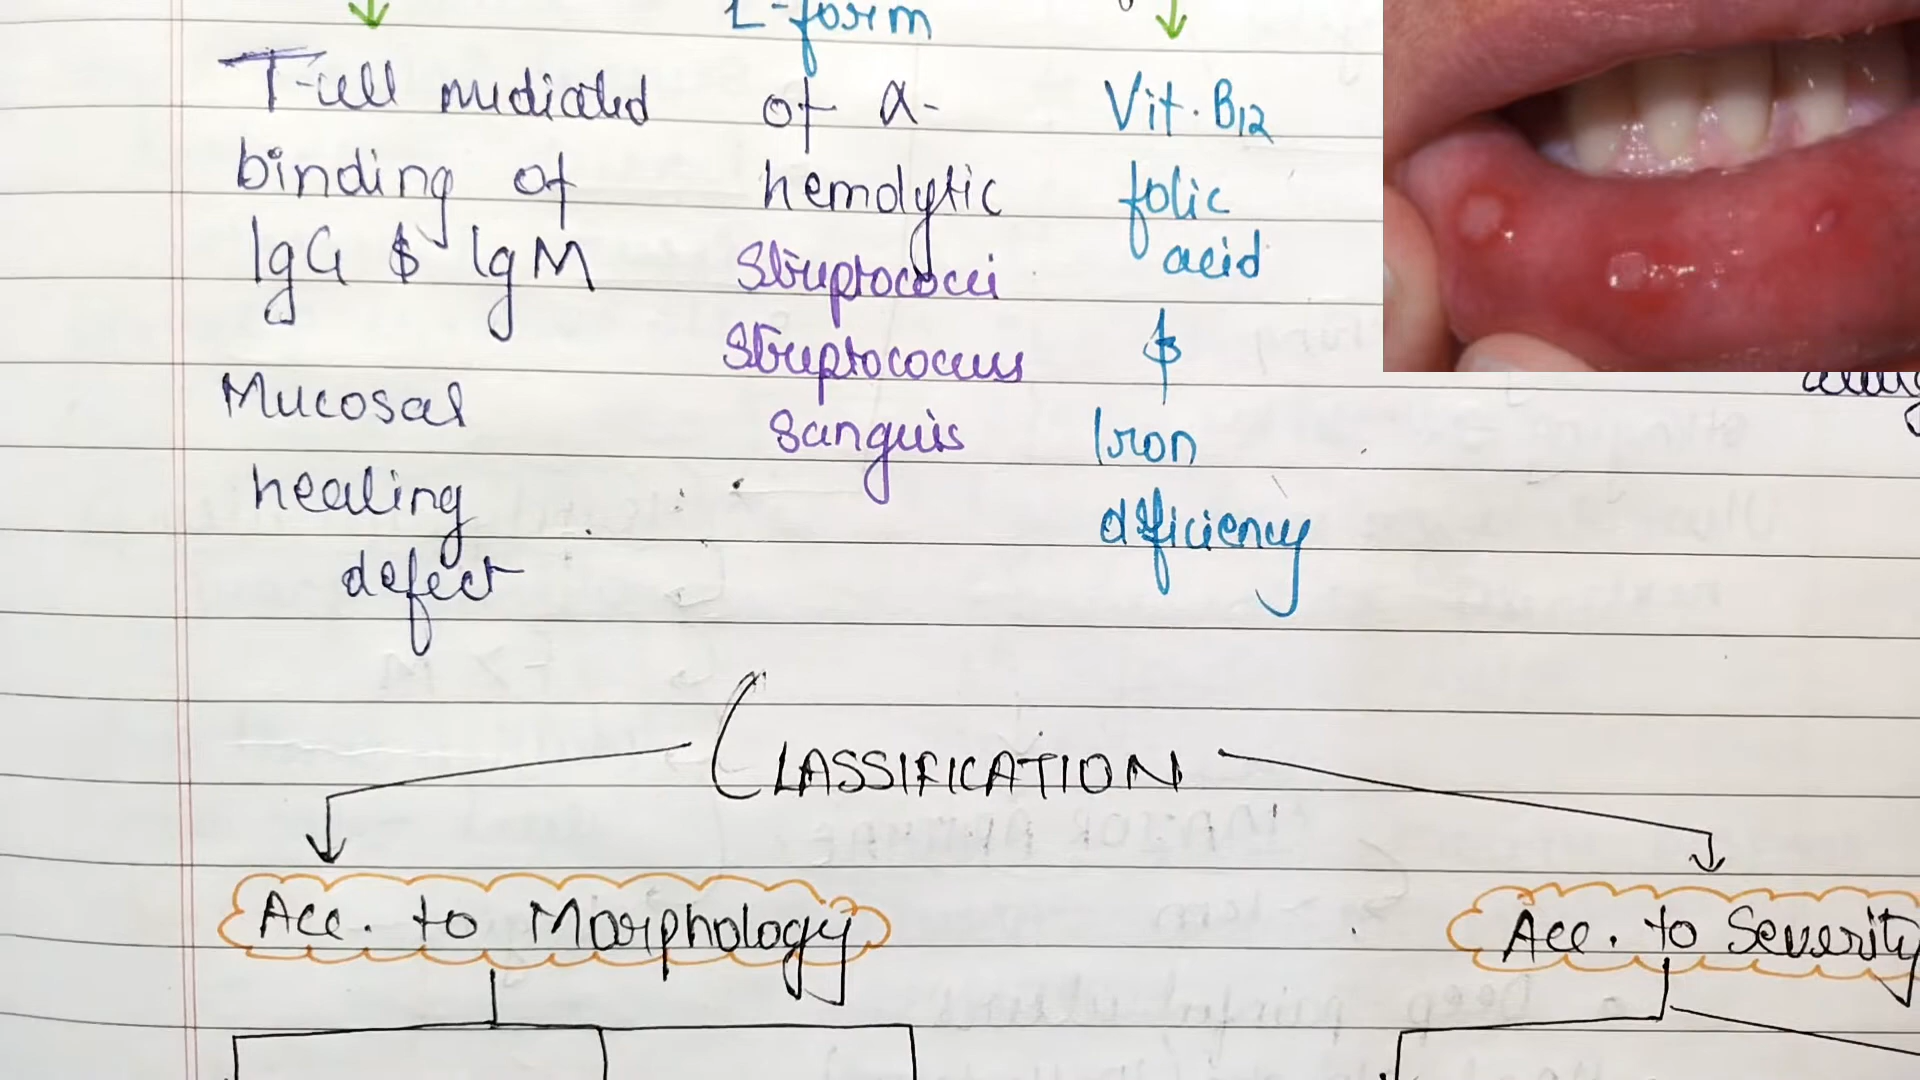 L-form
T-cell mediated
binding of
IgG & IgM
Mucosal
healing
defect
of α-
hemolytic
Streptococci
Streptococcus
Sanguis
Vit. B12
folic
acid
&
Iron
deficiency
CLASSIFICATION
Acc. to Morphology
Acc. to Severity